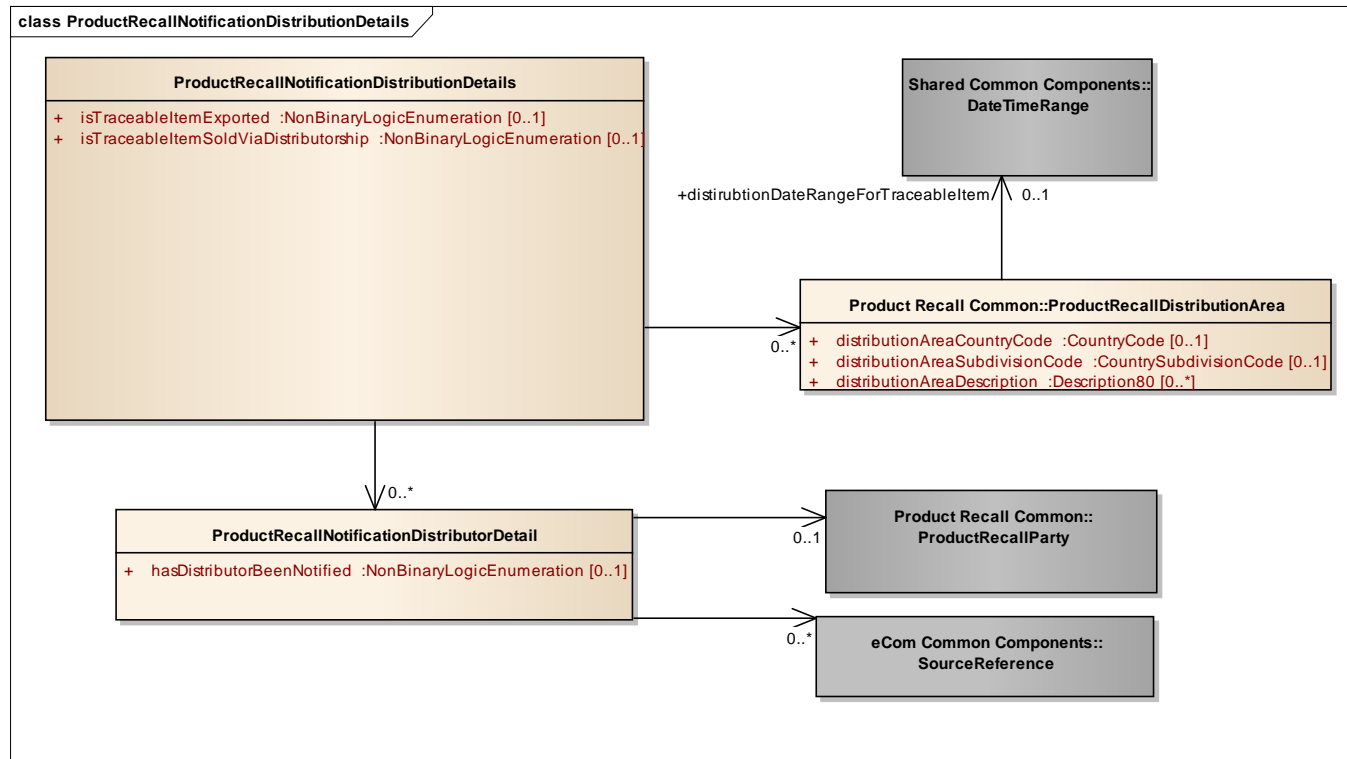 class ProductRecallNotificationDistributionDetails
ProductRecallNotificationDistributionDetails
+ isTraceableItemExported :NonBinaryLogicEnumeration [0..1]
+ isTraceableItemSoldViaDistributorship :NonBinaryLogicEnumeration [0..1]
Shared Common Components::
DateTimeRange
+distirubtionDateRangeForTraceableItem
0..1
Product Recall Common::ProductRecallDistributionArea
+ distributionAreaCountryCode :CountryCode [0..1]
+ distributionAreaSubdivisionCode :CountrySubdivisionCode [0..1]
+ distributionAreaDescription :Description80 [0..*]
0..*
0..*
ProductRecallNotificationDistributorDetail
+ hasDistributorBeenNotified :NonBinaryLogicEnumeration [0..1]
Product Recall Common::
ProductRecallParty
0..1
eCom Common Components::
SourceReference
0..*